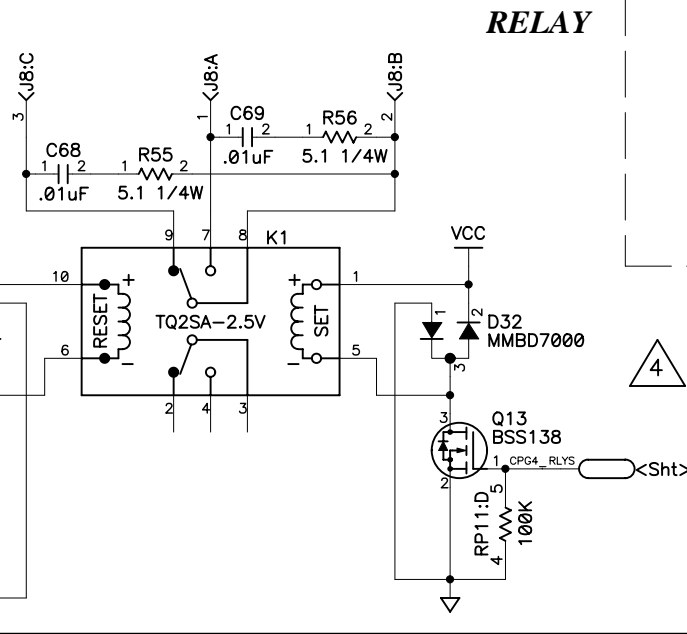 RELAY
J8:C
J8:A
J8:B
3
1
2
C69
1 2
.01uF
R56
1 2
5.1 1/4W
C68
1 2
.01uF
R55
1 2
5.1 1/4W
9 7 8
K1
VCC
10
+
+
1
RESET
TQ2SA-2.5V
SET
1
2
D32
MMBD7000
6
-
-
5
3
4
2 4 3
3
Q13
BSS138
1
CPG4_RLYS
<Sht>
2
RP11:D
5
100K
4